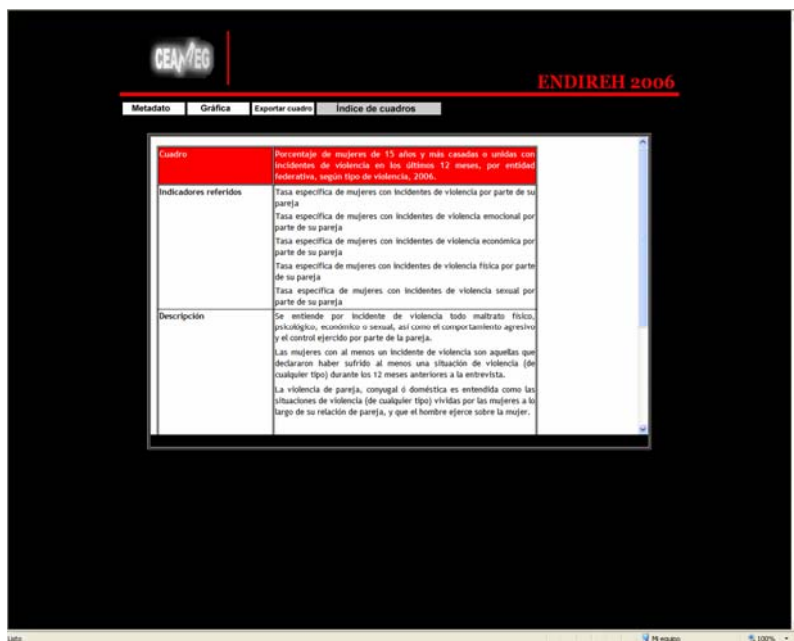 CEAMEG
ENDIREH 2006
Metadato Gráfica Exportar cuadro Índice de cuadros
Cuadro
Porcentaje de mujeres de 15 años y más casadas o unidas con
incidentes de violencia en los últimos 12 meses, por entidad
federativa, según tipo de violencia, 2006.
Indicadores referidos
Tasa especifica de mujeres con incidentes de violencia por parte de su
pareja
Tasa especifica de mujeres con incidentes de violencia emocional por
parte de su pareja
Tasa especifica de mujeres con incidentes de violencia económica por
parte de su pareja
Tasa especifica de mujeres con incidentes de violencia física por parte
de su pareja
Tasa especifica de mujeres con incidentes de violencia sexual por
parte de su pareja
Descripción
Se entiende por incidente de violencia todo maltrato físico,
psicológico, económico o sexual, así como el comportamiento agresivo
y el control ejercido por parte de la pareja.
Las mujeres con al menos un incidente de violencia son aquellas que
declararon haber sufrido al menos una situación de violencia (de
cualquier tipo) durante los 12 meses anteriores a la entrevista.
La violencia de pareja, conyugal ó doméstica es entendida como las
situaciones de violencia (de cualquier tipo) vividas por las mujeres a lo
largo de su relación de pareja, y que el hombre ejerce sobre la mujer.
Listo Mi equipo 100%